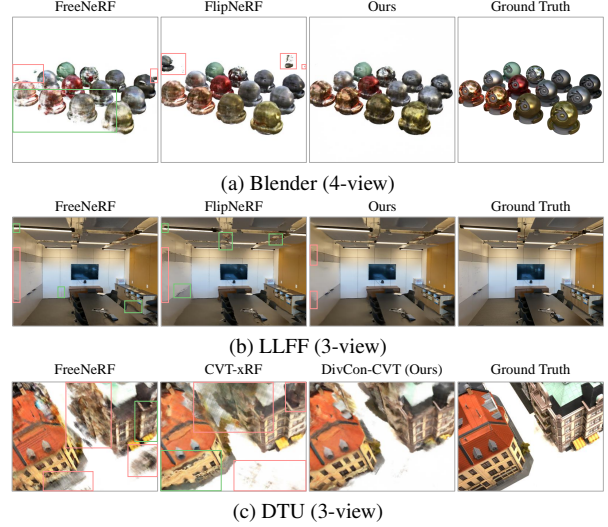 FreeNeRF FlipNeRF Ours Ground Truth
(a) Blender (4-view)
FreeNeRF FlipNeRF Ours Ground Truth
(b) LLFF (3-view)
FreeNeRF CVT-xRF DivCon-CVT (Ours) Ground Truth
(c) DTU (3-view)